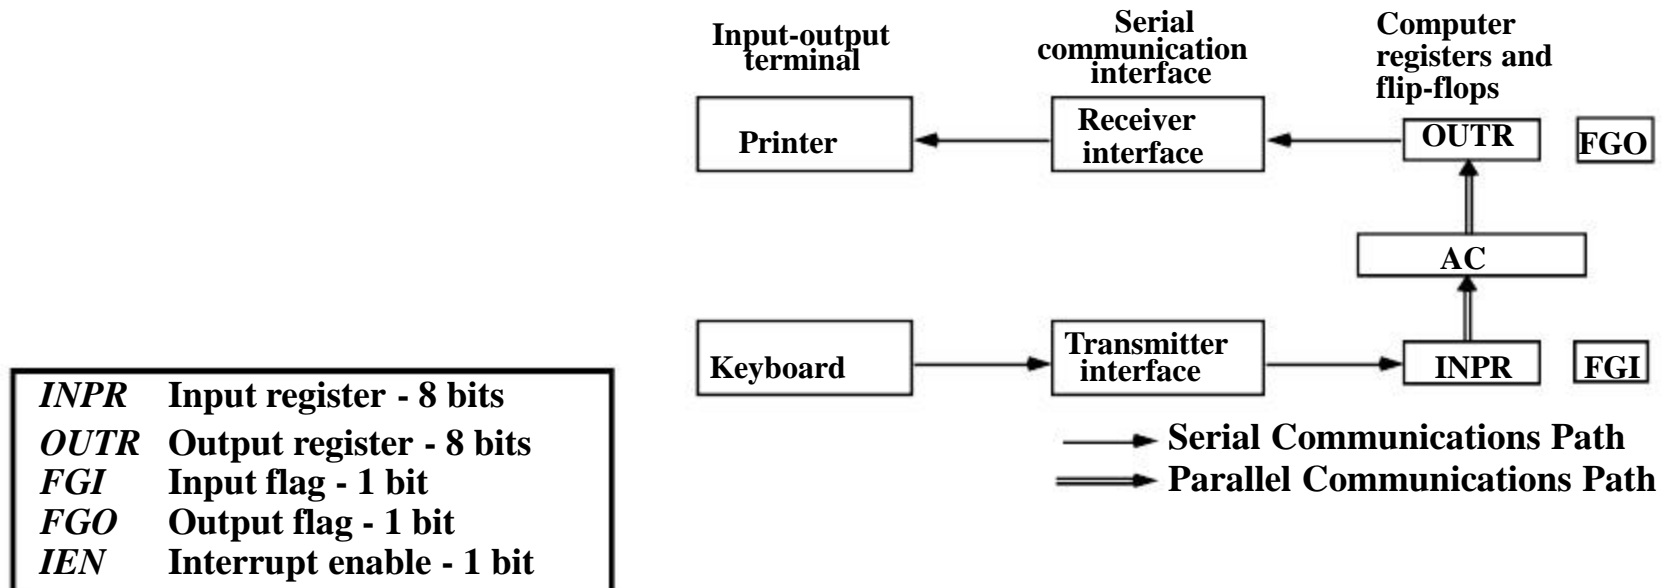 Input-output
terminal
Serial
communication
interface
Computer
registers and
flip-flops
Printer
Receiver
interface
OUTR
FGO
AC
Keyboard
Transmitter
interface
INPR
FGI
Serial Communications Path
Parallel Communications Path
INPR Input register - 8 bits
OUTR Output register - 8 bits
FGI Input flag - 1 bit
FGO Output flag - 1 bit
IEN Interrupt enable - 1 bit